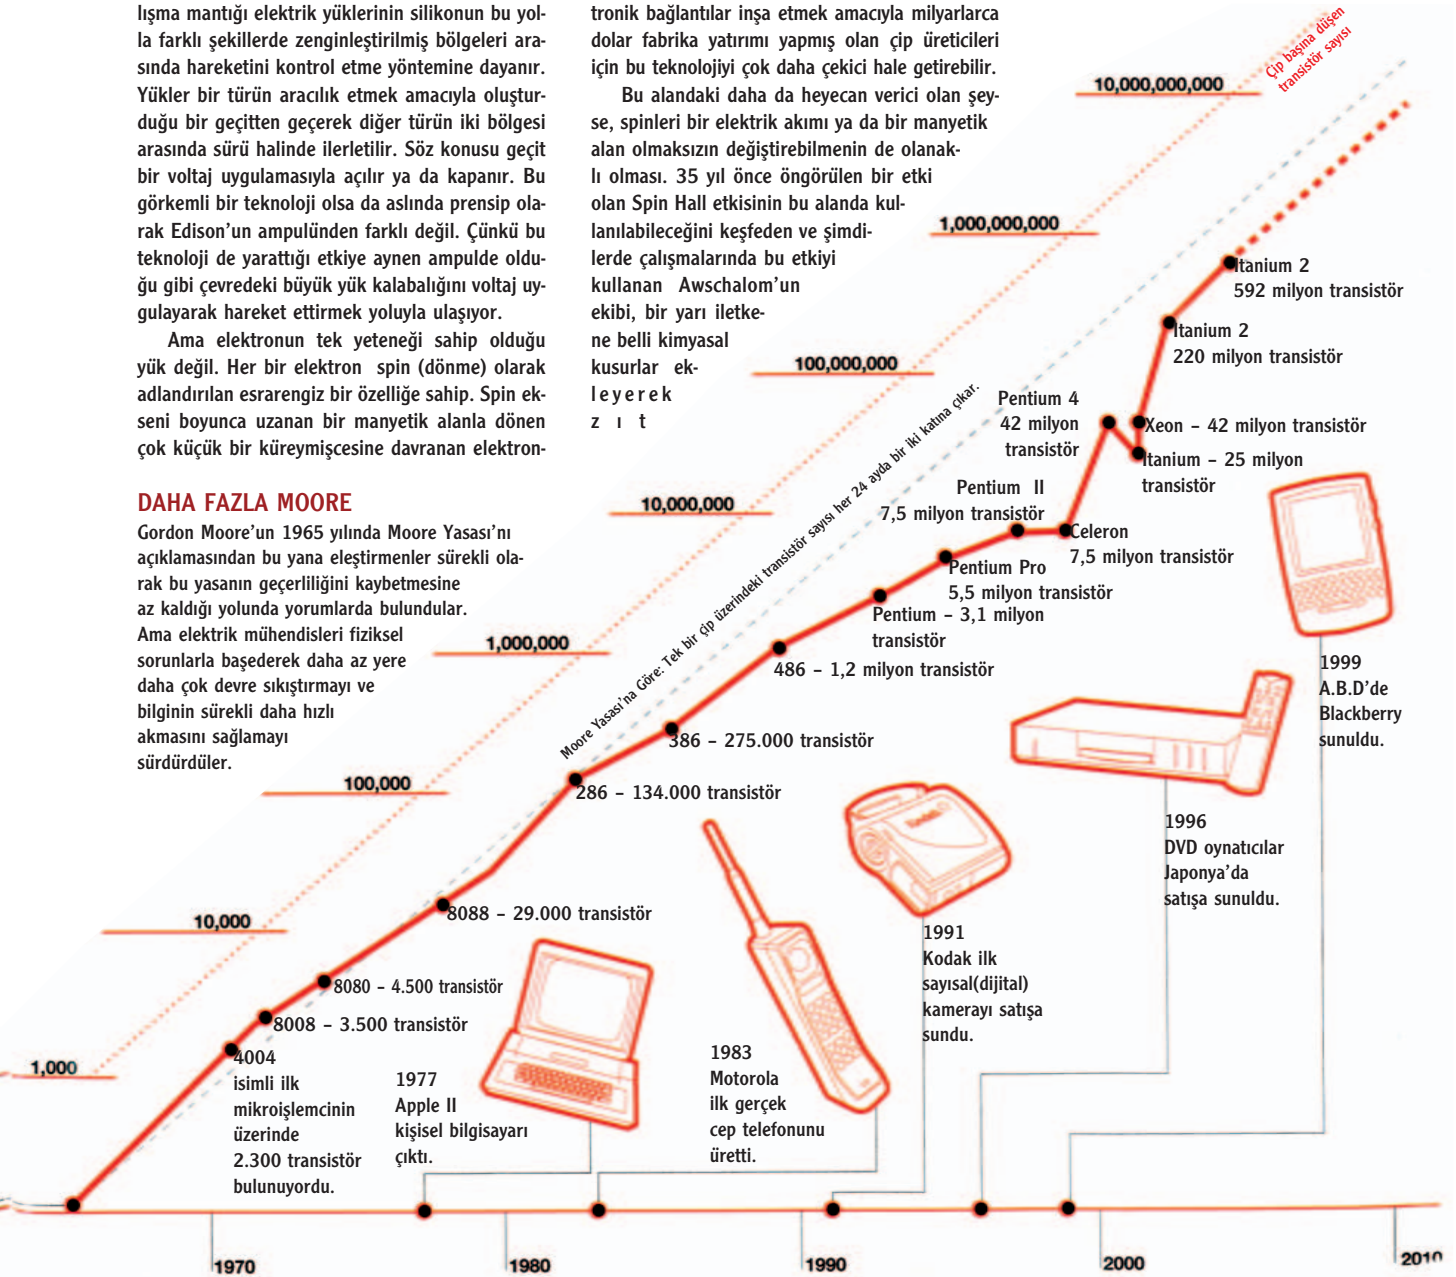 lışma mantığı elektrik yüklerinin silikonun bu yol-
la farklı şekillerde zenginleştirilmiş bölgeleri ara-
sında hareketini kontrol etme yöntemine dayanır.
Yükler bir türün aracılık etmek amacıyla oluştur-
duğu bir geçitten geçerek diğer türün iki bölgesi
arasında sürü halinde ilerletilir. Söz konusu geçit
bir voltaj uygulamasıyla açılır ya da kapanır. Bu
görkemli bir teknoloji olsa da aslında prensip ola-
rak Edison'un ampulünden farklı değil. Çünkü bu
teknoloji de yarattığı etkiye aynen ampulde oldu-
ğu gibi çevredeki büyük yük kalabalığını voltaj uy-
gulayarak hareket ettirmek yoluyla ulaşıyor.
Ama elektronun tek yeteneği sahip olduğu
yük değil. Her bir elektron spin (dönme) olarak
adlandırılan esrarengiz bir özelliğe sahip. Spin ek-
seni boyunca uzanan bir manyetik alanla dönen
çok küçük bir küreymişcesine davranan elektron-
tronik bağlantılar inşa etmek amacıyla milyarlarca
dolar fabrika yatırımı yapmış olan çip üreticileri
için bu teknolojiyi çok daha çekici hale getirebilir.
Bu alandaki daha da heyecan verici olan şey-
se, spinleri bir elektrik akımı ya da bir manyetik
alan olmaksızın değiştirebilmenin de olanak-
lı olması. 35 yıl önce öngörülen bir etki
olan Spin Hall etkisinin bu alanda kul-
lanılabileceğini keşfeden ve şimdi-
lerde çalışmalarında bu etkiyi
kullanan Awschalom'un
ekibi, bir yarı iletke-
ne belli kimyasal
kusurlar ek-
leyerek
zıt
DAHA FAZLA MOORE
Gordon Moore'un 1965 yılında Moore Yasası'nı
açıklamasından bu yana eleştirmenler sürekli ola-
rak bu yasanın geçerliliğini kaybetmesine
az kaldığı yolunda yorumlarda bulundular.
Ama elektrik mühendisleri fiziksel
sorunlarla başederek daha az yere
daha çok devre sıkıştırmayı ve
bilginin sürekli daha hızlı
akmasını sağlamayı
sürdürdüler.
Çip başına düşen
transistör sayısı
10,000,000,000
1,000,000,000
100,000,000
10,000,000
1,000,000
100,000
10,000
1,000
Moore Yasası'na Göre: Tek bir çip üzerindeki transistör sayısı her 24 ayda bir iki katına çıkar.
Itanium 2
592 milyon transistör
Itanium 2
220 milyon transistör
Pentium 4
42 milyon
transistör
Xeon – 42 milyon transistör
Itanium – 25 milyon
transistör
Pentium II
7,5 milyon transistör
Celeron
7,5 milyon transistör
Pentium Pro
5,5 milyon transistör
Pentium – 3,1 milyon
transistör
486 – 1,2 milyon transistör
386 – 275.000 transistör
286 – 134.000 transistör
8088 – 29.000 transistör
8080 – 4.500 transistör
8008 – 3.500 transistör
4004
isimli ilk
mikroişlemcinin
üzerinde
2.300 transistör
bulunuyordu.
1977
Apple II
kişisel bilgisayarı
çıktı.
1983
Motorola
ilk gerçek
cep telefonunu
üretti.
1991
Kodak ilk
sayısal(dijital)
kamerayı satışa
sundu.
1996
DVD oynatıcılar
Japonya'da
satışa sunuldu.
1999
A.B.D'de
Blackberry
sunuldu.
Kodak
1970
1980
1990
2000
2010